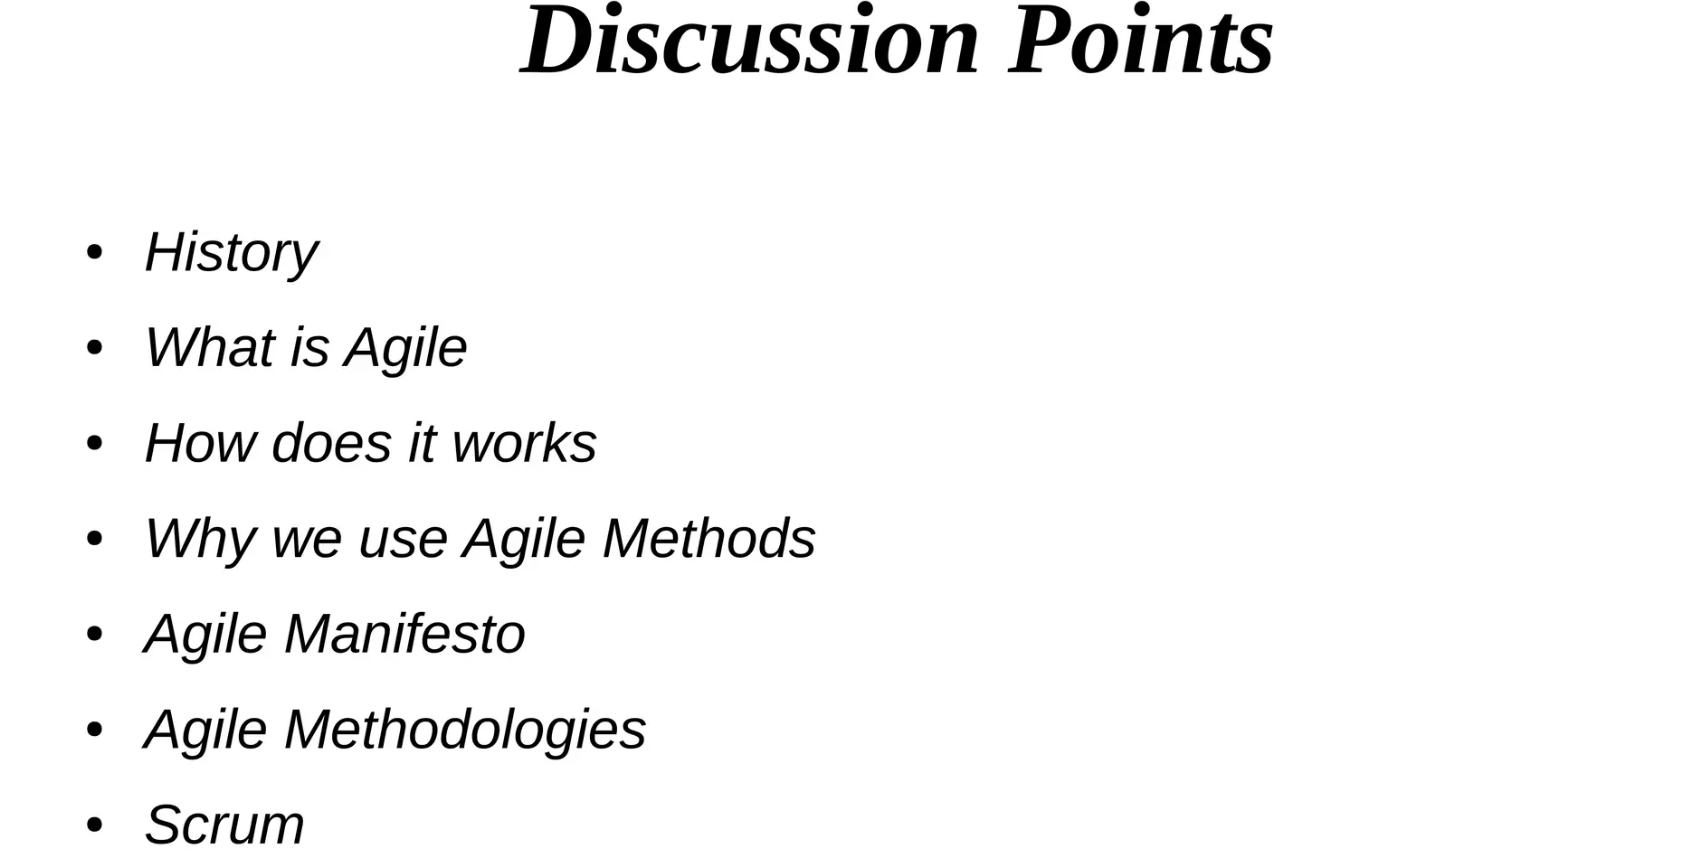 Discussion Points
• History
• What is Agile
• How does it works
• Why we use Agile Methods
• Agile Manifesto
• Agile Methodologies
• Scrum